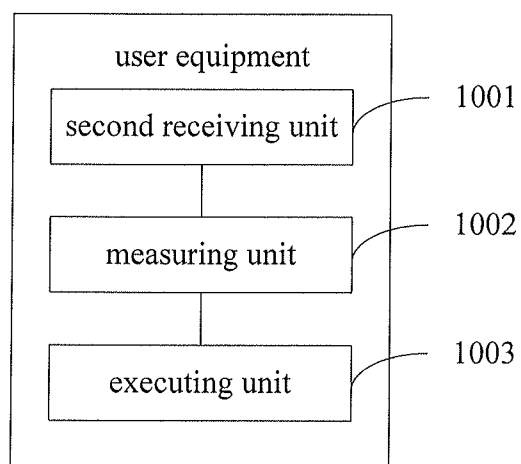 user equipment
second receiving unit
1001
measuring unit
1002
executing unit
1003